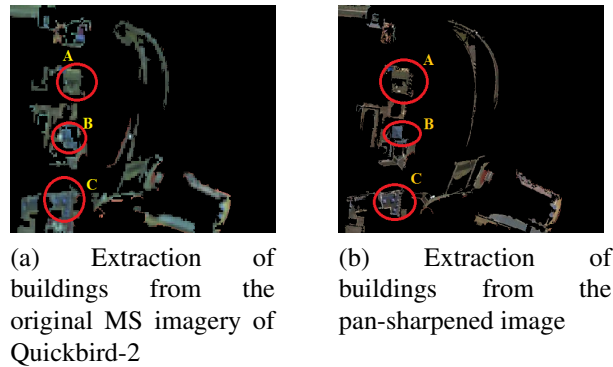 A
B
C
A
B
C
(a) Extraction of
buildings from the
original MS imagery of
Quickbird-2
(b) Extraction of
buildings from the
pan-sharpened image